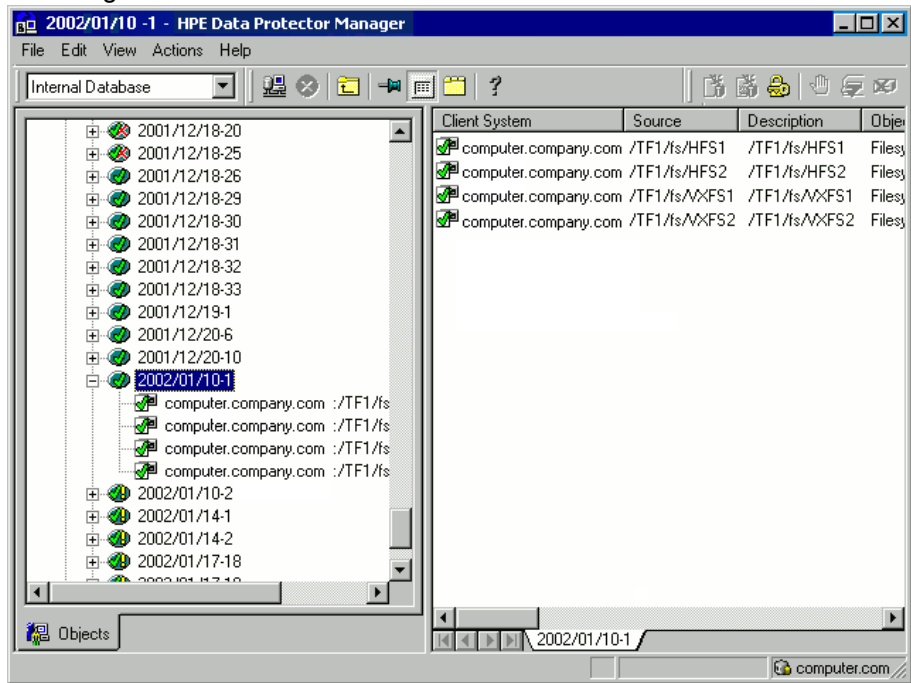 2002/01/10 -1 - HPE Data Protector Manager
File Edit View Actions Help
Internal Database
?
2001/12/18-20
2001/12/18-25
2001/12/18-26
2001/12/18-29
2001/12/18-30
2001/12/18-31
2001/12/18-32
2001/12/18-33
2001/12/19-1
2001/12/20-6
2001/12/20-10
2002/01/10-1
computer.company.com :/TF1/fs
computer.company.com :/TF1/fs
computer.company.com :/TF1/fs
computer.company.com :/TF1/fs
2002/01/10-2
2002/01/14-1
2002/01/14-2
2002/01/17-18
Objects
Client System Source Description Obje
computer.company.com /TF1/fs/HFS1 /TF1/fs/HFS1 Filesy
computer.company.com /TF1/fs/HFS2 /TF1/fs/HFS2 Filesy
computer.company.com /TF1/fs/VXFS1 /TF1/fs/VXFS1 Filesy
computer.company.com /TF1/fs/VXFS2 /TF1/fs/VXFS2 Filesy
2002/01/10-1
computer.com